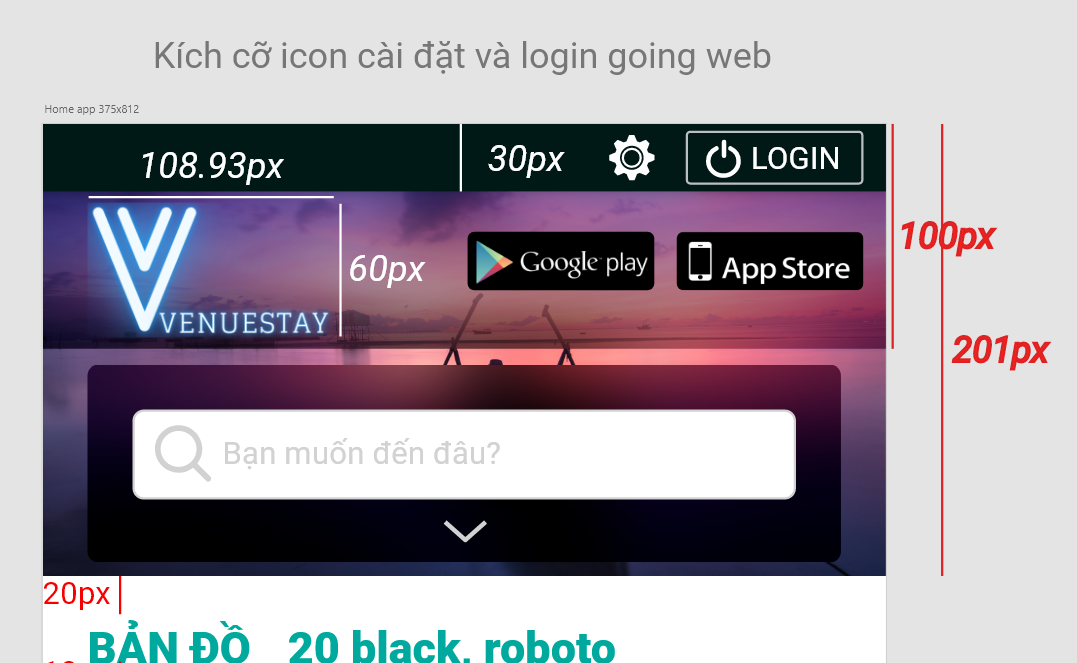 Kích cỡ icon cài đặt và login going web
Home app 375x812
108.93px
30px
LOGIN
100px
60px
Google play
App Store
VENUESTAY
201px
Bạn muốn đến đâu?
20px
BẢN ĐỒ 20 black, roboto